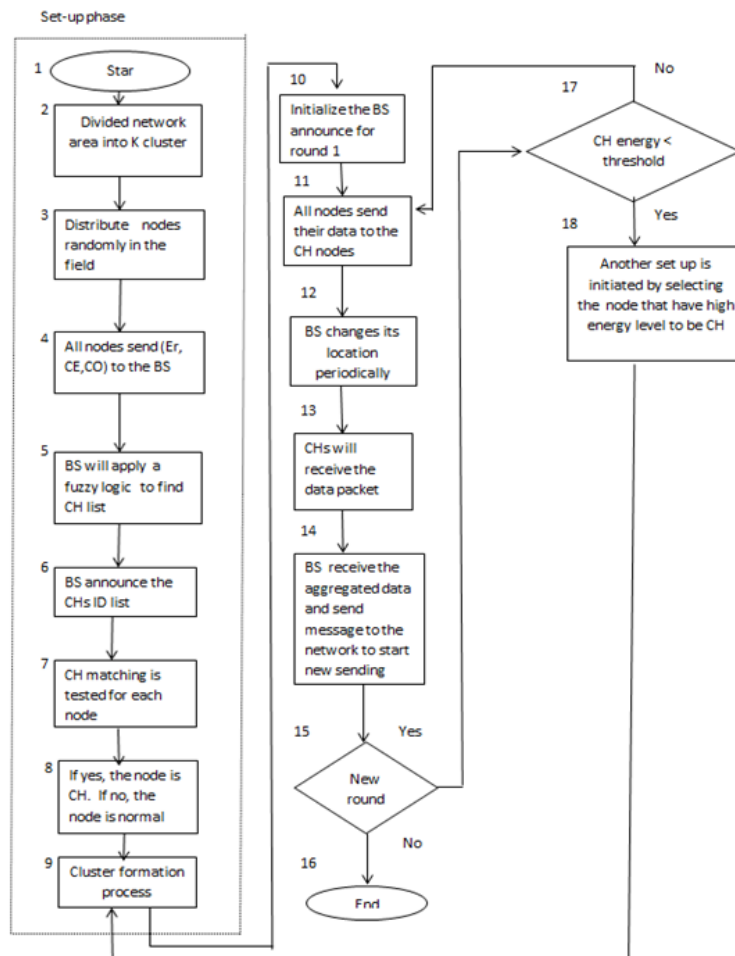 Set-up phase
1
Star
2
Divided network
area into K cluster
3
Distribute nodes
randomly in the
field
4
All nodes send (Er,
CE,CO) to the BS
5
BS will apply a
fuzzy logic to find
CH list
6
BS announce the
CHs ID list
7
CH matching is
tested for each
node
8
If yes, the node is
CH. If no, the
node is normal
9
Cluster formation
process
10
Initialize the BS
announce for
round 1
11
All nodes send
their data to the
CH nodes
12
BS changes its
location
periodically
13
CHs will
receive the
data packet
14
BS receive the
aggregated data
and send
message to the
network to start
new sending
15
Yes
New
round
No
16
End
17
No
CH energy <
threshold
Yes
18
Another set up is
initiated by selecting
the node that have high
energy level to be CH